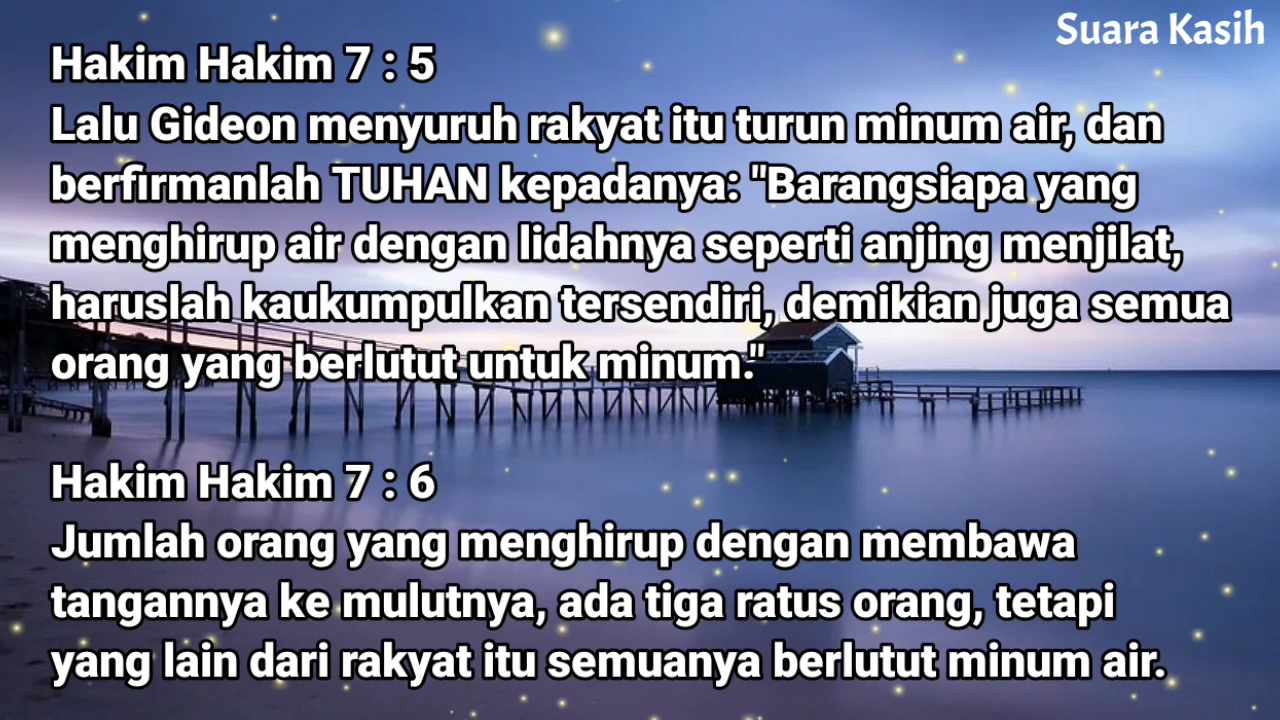 Suara Kasih
Hakim Hakim 7 : 5
Lalu Gideon menyuruh rakyat itu turun minum air, dan
berfirmanlah TUHAN kepadanya: "Barangsiapa yang
menghirup air dengan lidahnya seperti anjing menjilat,
haruslah kaukumpulkan tersendiri, demikian juga semua
orang yang berlutut untuk minum."
Hakim Hakim 7 : 6
Jumlah orang yang menghirup dengan membawa
tangannya ke mulutnya, ada tiga ratus orang, tetapi
yang lain dari rakyat itu semuanya berlutut minum air.